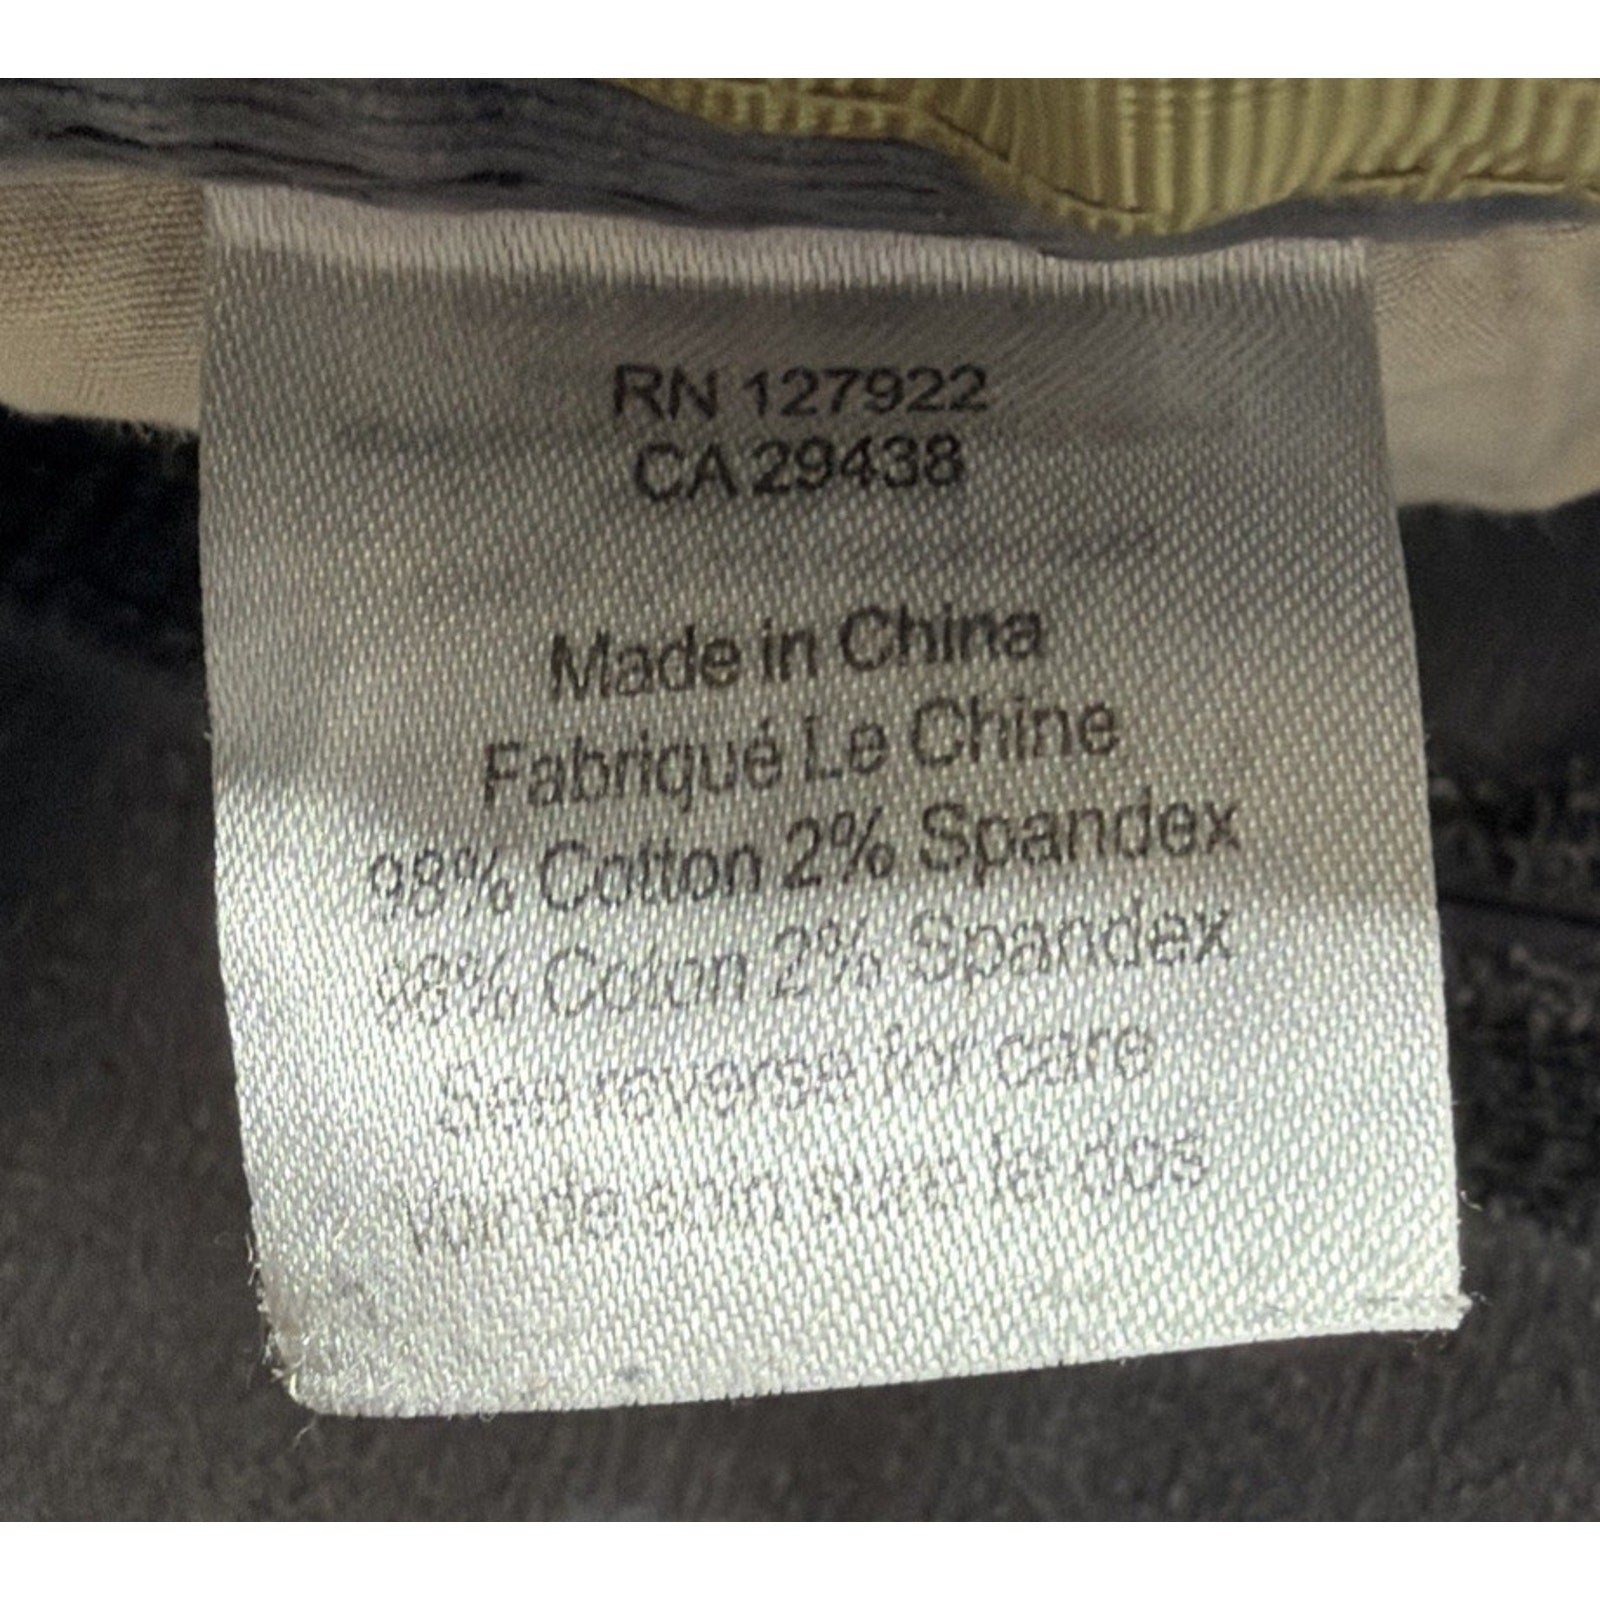 RN 127922
CA 29438
Made in China
Fabriqué Le Chine
98% Cotton 2% Spandex
98% Coton 2% Spandex
See reverse for care
de soin sur le dos